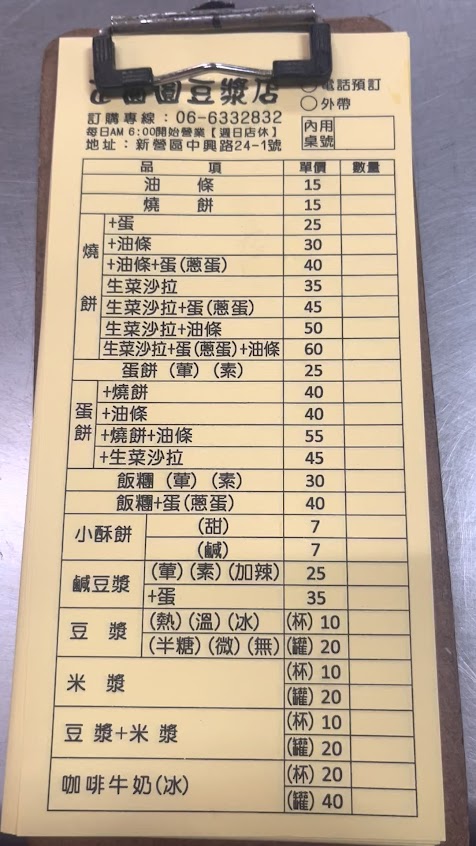 園豆漿店
電話預訂
外帶
訂購專線：06-6332832
每日AM 6:00開始營業【週日店休】
地址：新營區中興路24-1號
內用
桌號
品項 單價 數量
油條 15
燒餅 15
燒餅
+蛋 25
+油條 30
+油條+蛋(蔥蛋) 40
生菜沙拉 35
生菜沙拉+蛋(蔥蛋) 45
生菜沙拉+油條 50
生菜沙拉+蛋(蔥蛋)+油條 60
蛋餅(葷)(素) 25
蛋餅
+燒餅 40
+油條 40
+燒餅+油條 55
+生菜沙拉 45
飯糰(葷)(素) 30
飯糰+蛋(蔥蛋) 40
小酥餅
(甜) 7
(鹹) 7
鹹豆漿
(葷)(素)(加辣) 25
+蛋 35
豆漿
(熱)(溫)(冰) (杯) 10
(半糖)(微)(無) (罐) 20
米漿
(杯) 10
(罐) 20
豆漿+米漿
(杯) 10
(罐) 20
咖啡牛奶(冰)
(杯) 20
(罐) 40